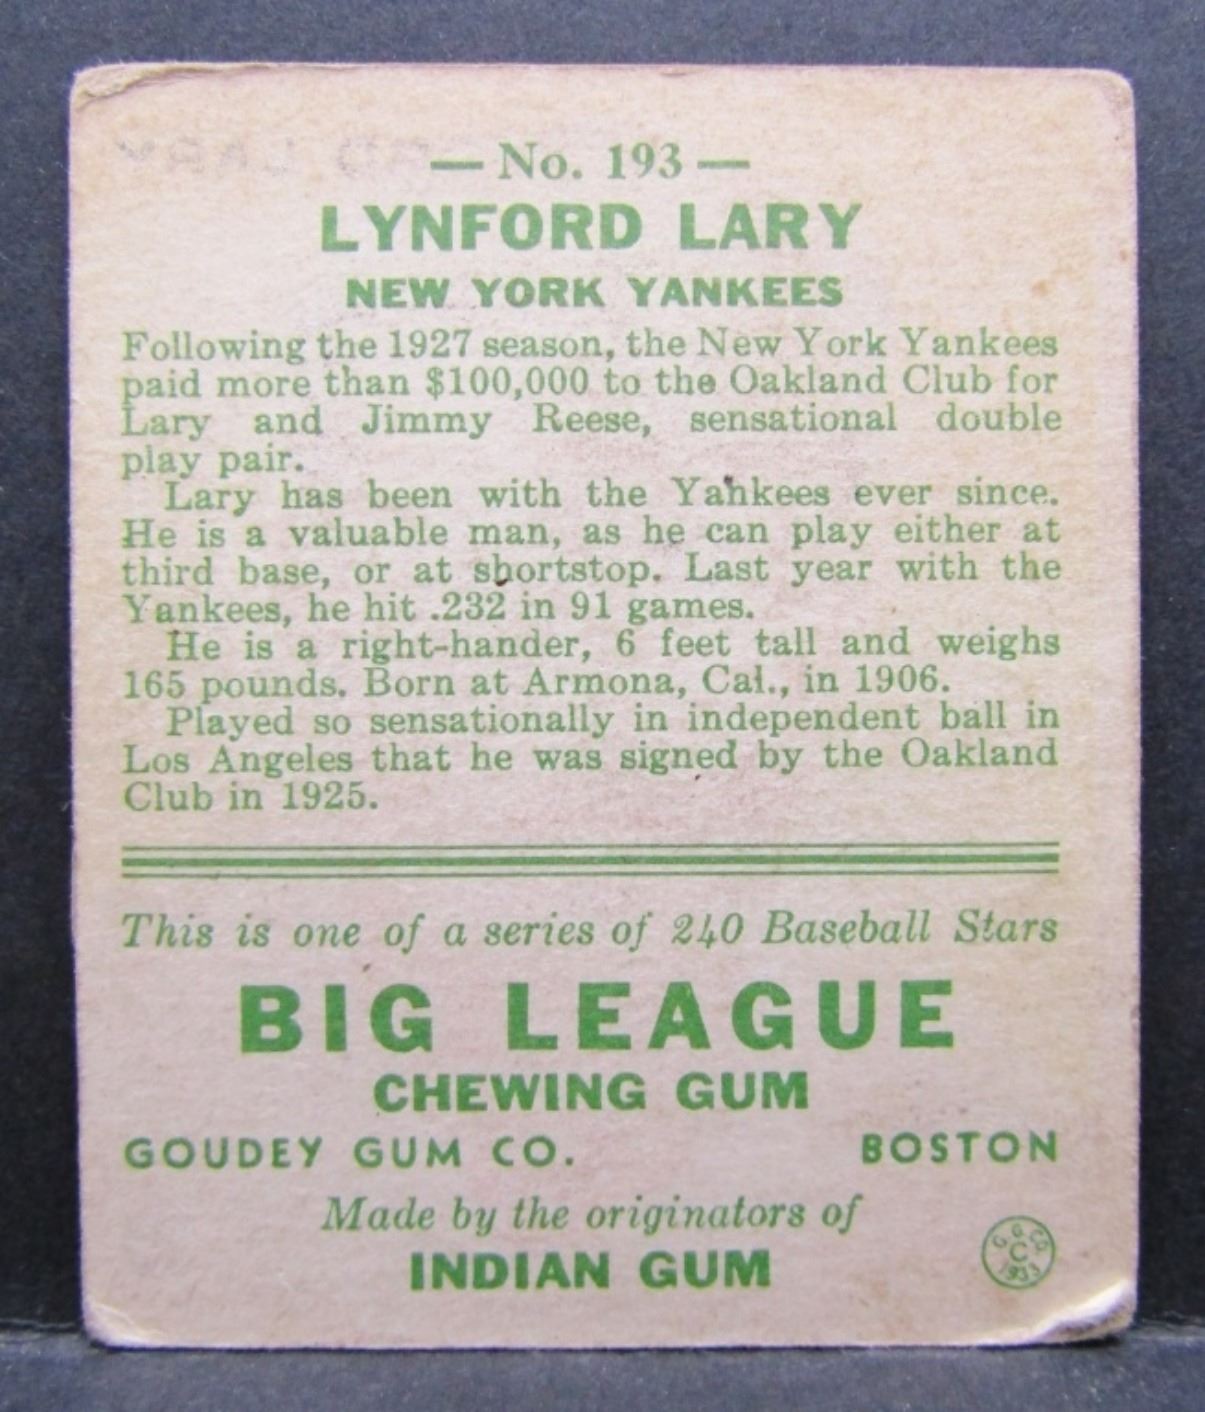 — No. 193 —
LYNFORD LARY
NEW YORK YANKEES
Following the 1927 season, the New York Yankees
paid more than $100,000 to the Oakland Club for
Lary and Jimmy Reese, sensational double
play pair.
Lary has been with the Yankees ever since.
He is a valuable man, as he can play either at
third base, or at shortstop. Last year with the
Yankees, he hit .232 in 91 games.
He is a right-hander, 6 feet tall and weighs
165 pounds. Born at Armona, Cal., in 1906.
Played so sensationally in independent ball in
Los Angeles that he was signed by the Oakland
Club in 1925.
This is one of a series of 240 Baseball Stars
BIG LEAGUE
CHEWING GUM
GOUDEY GUM CO. BOSTON
Made by the originators of
INDIAN GUM
G. G. CO.
C
1933